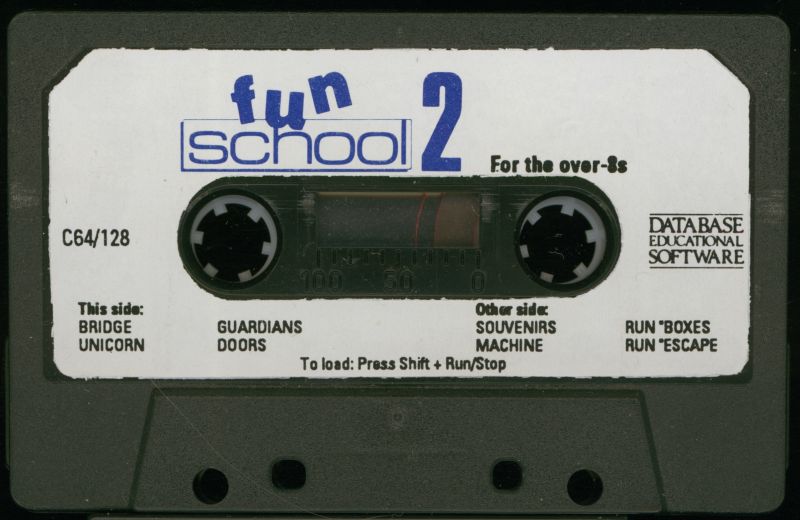 fun
school 2
For the over-8s
C64/128
DATABASE
EDUCATIONAL
SOFTWARE
100 50 0
This side:
BRIDGE GUARDIANS
UNICORN DOORS
Other side:
SOUVENIRS RUN "BOXES
MACHINE RUN "ESCAPE
To load: Press Shift + Run/Stop